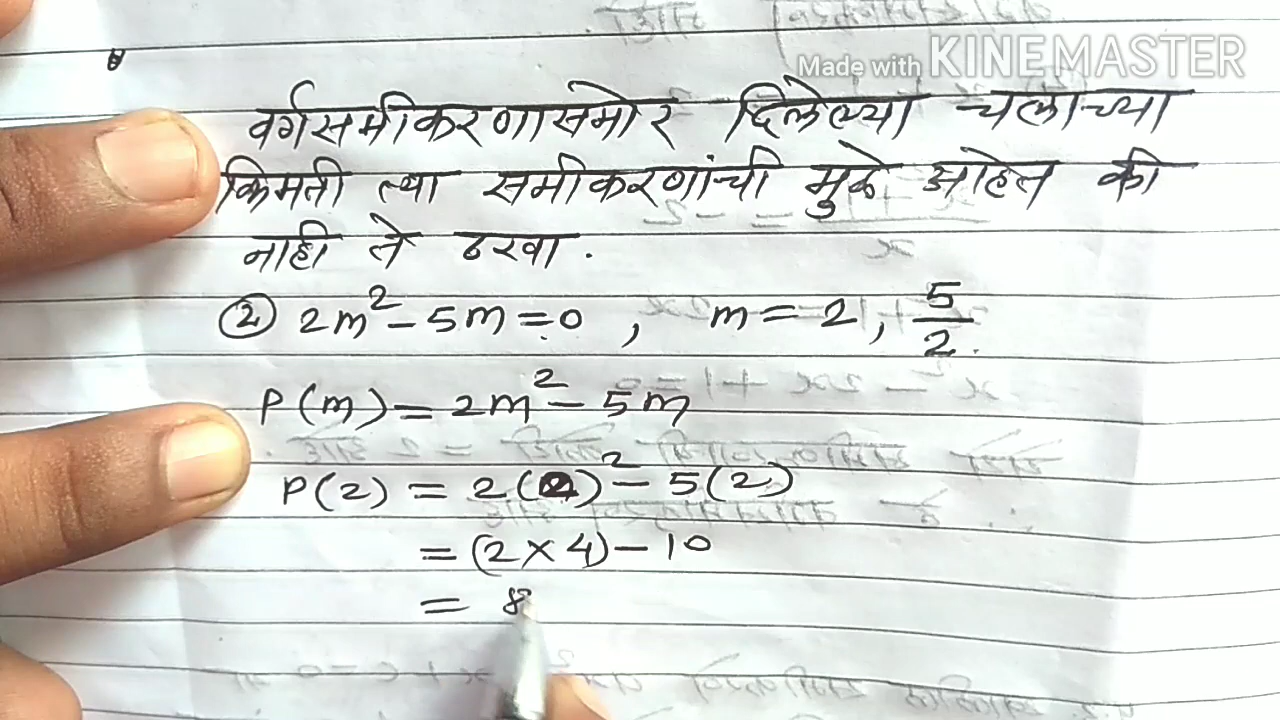 Made with KINEMASTER
वर्गसमीकरणासमोर दिलेल्या चलांच्या
किमती त्या समीकरणांची मुळे आहेत की
नाही ते ठरवा.
② 2m² - 5m = 0 , m = 2, 5/2.
P(m) = 2m² - 5m
P(2) = 2(2)² - 5(2)
= (2 × 4) - 10
= 8